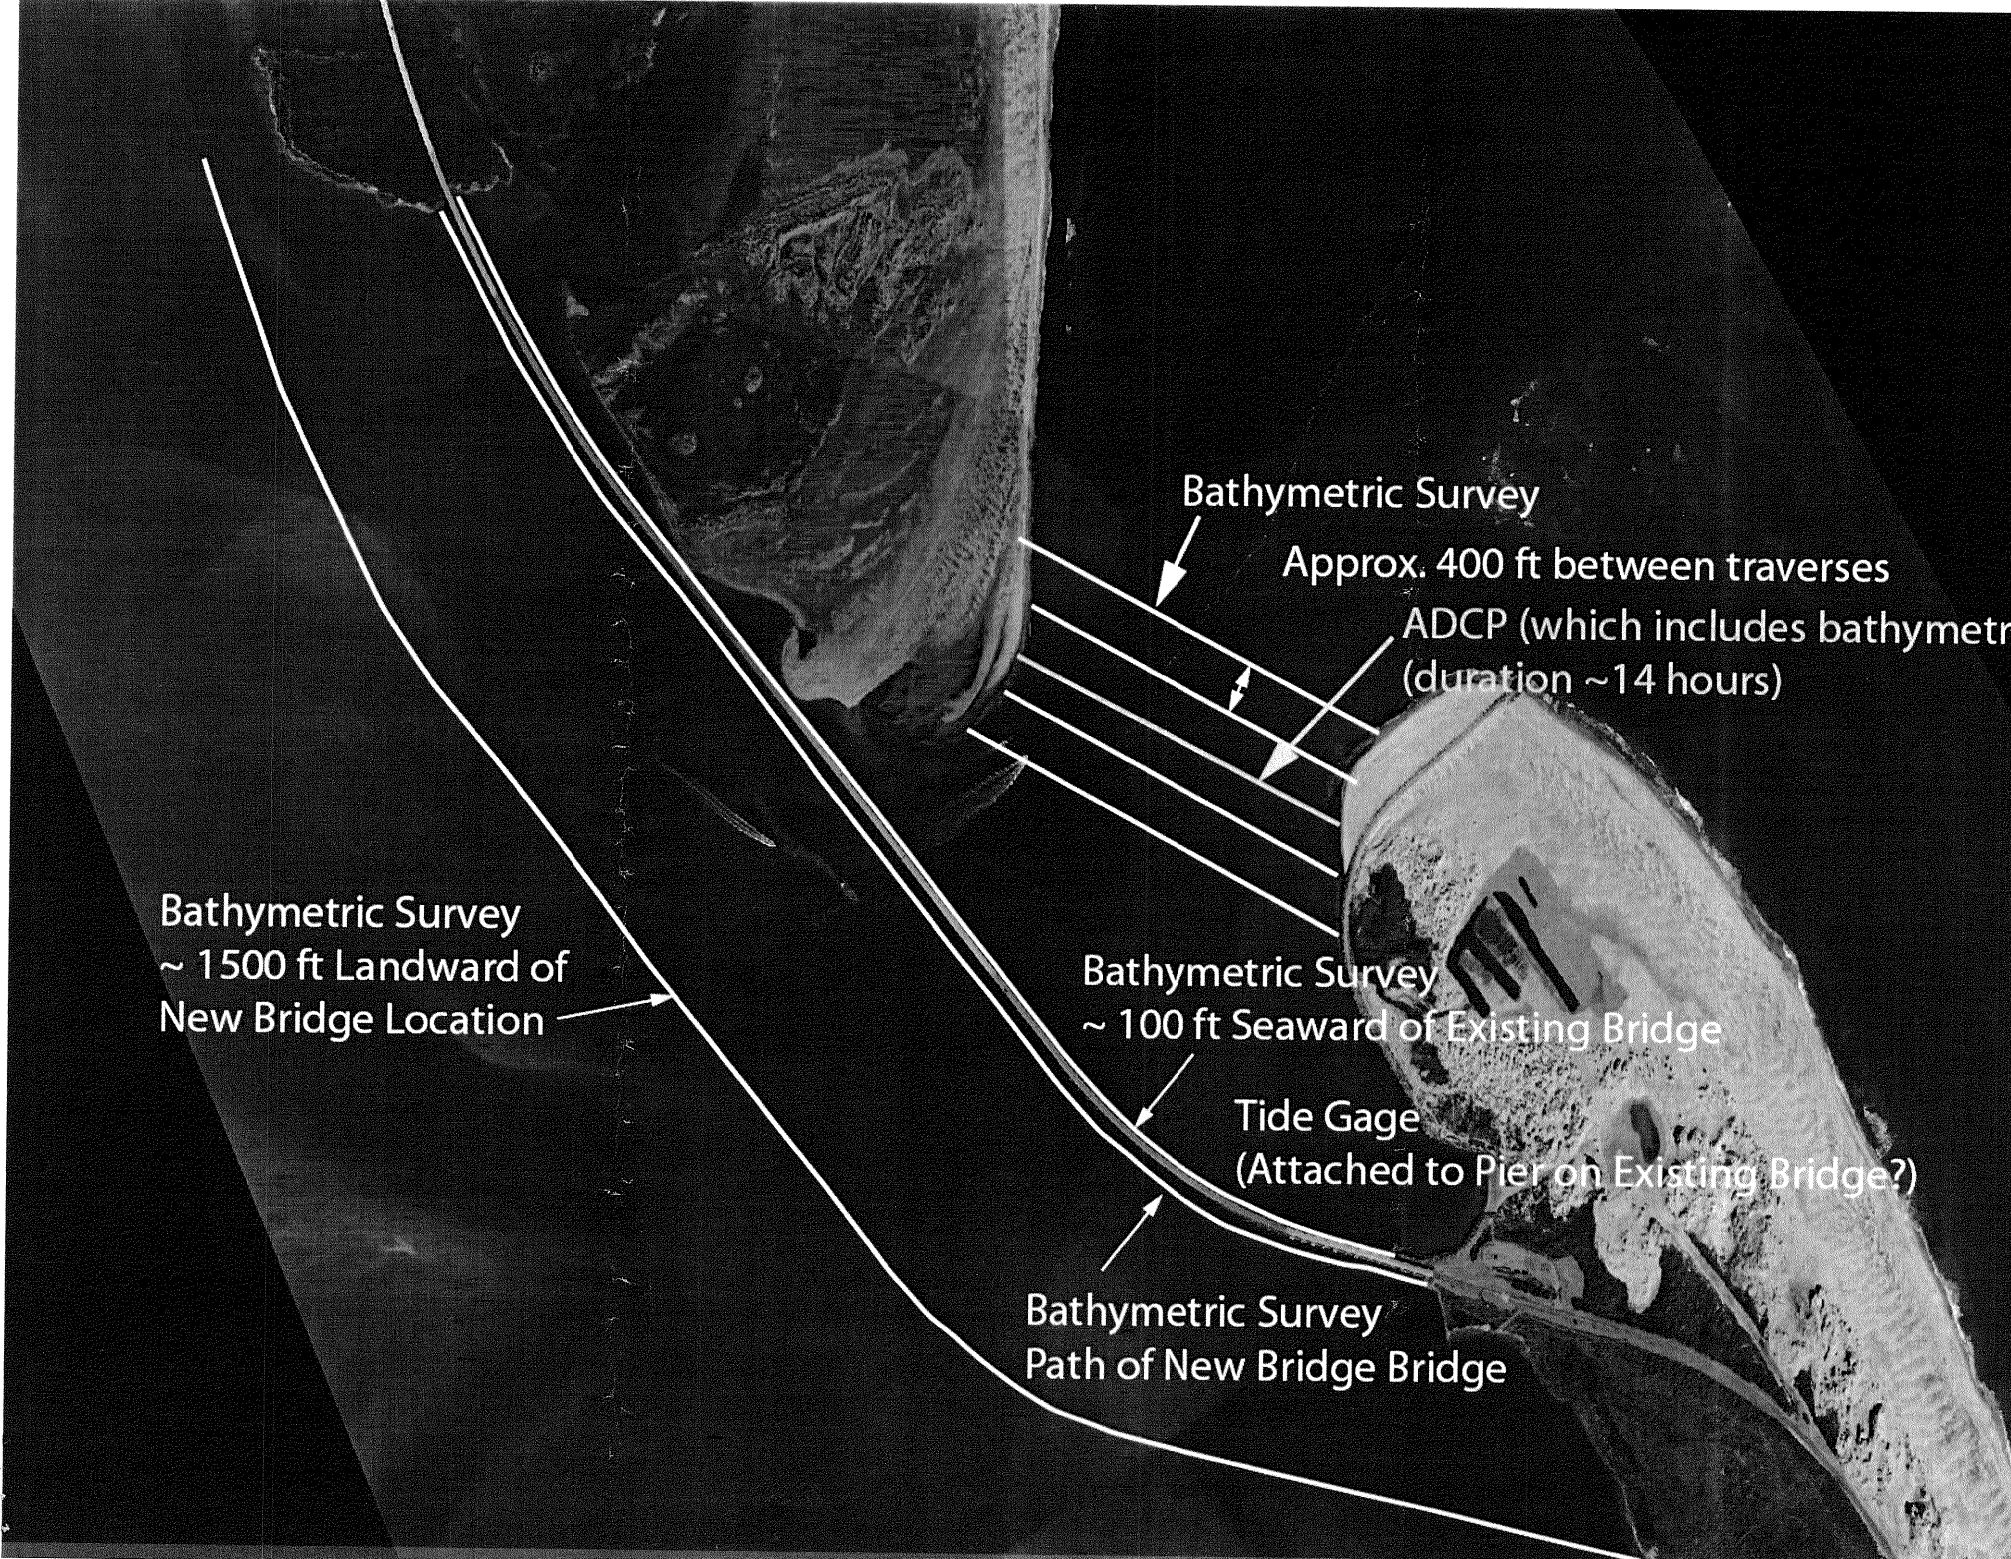 Bathymetric Survey
Approx. 400 ft between traverses
ADCP (which includes bathymetr
(duration ~14 hours)
Bathymetric Survey
~ 1500 ft Landward of
New Bridge Location
Bathymetric Survey
~ 100 ft Seaward of Existing Bridge
Tide Gage
(Attached to Pier on Existing Bridge?)
Bathymetric Survey
Path of New Bridge Bridge